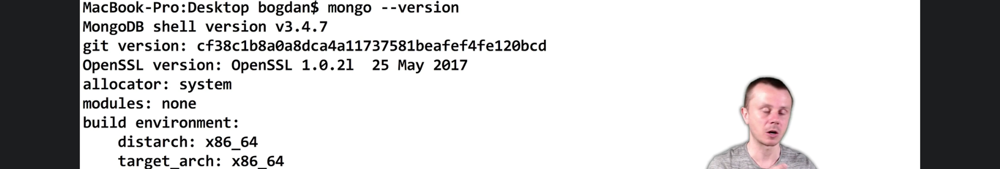 MacBook-Pro:Desktop bogdan$ mongo --version
MongoDB shell version v3.4.7
git version: cf38c1b8a0a8dca4a11737581beafef4fe120bcd
OpenSSL version: OpenSSL 1.0.2l  25 May 2017
allocator: system
modules: none
build environment:
    distarch: x86_64
    target_arch: x86_64